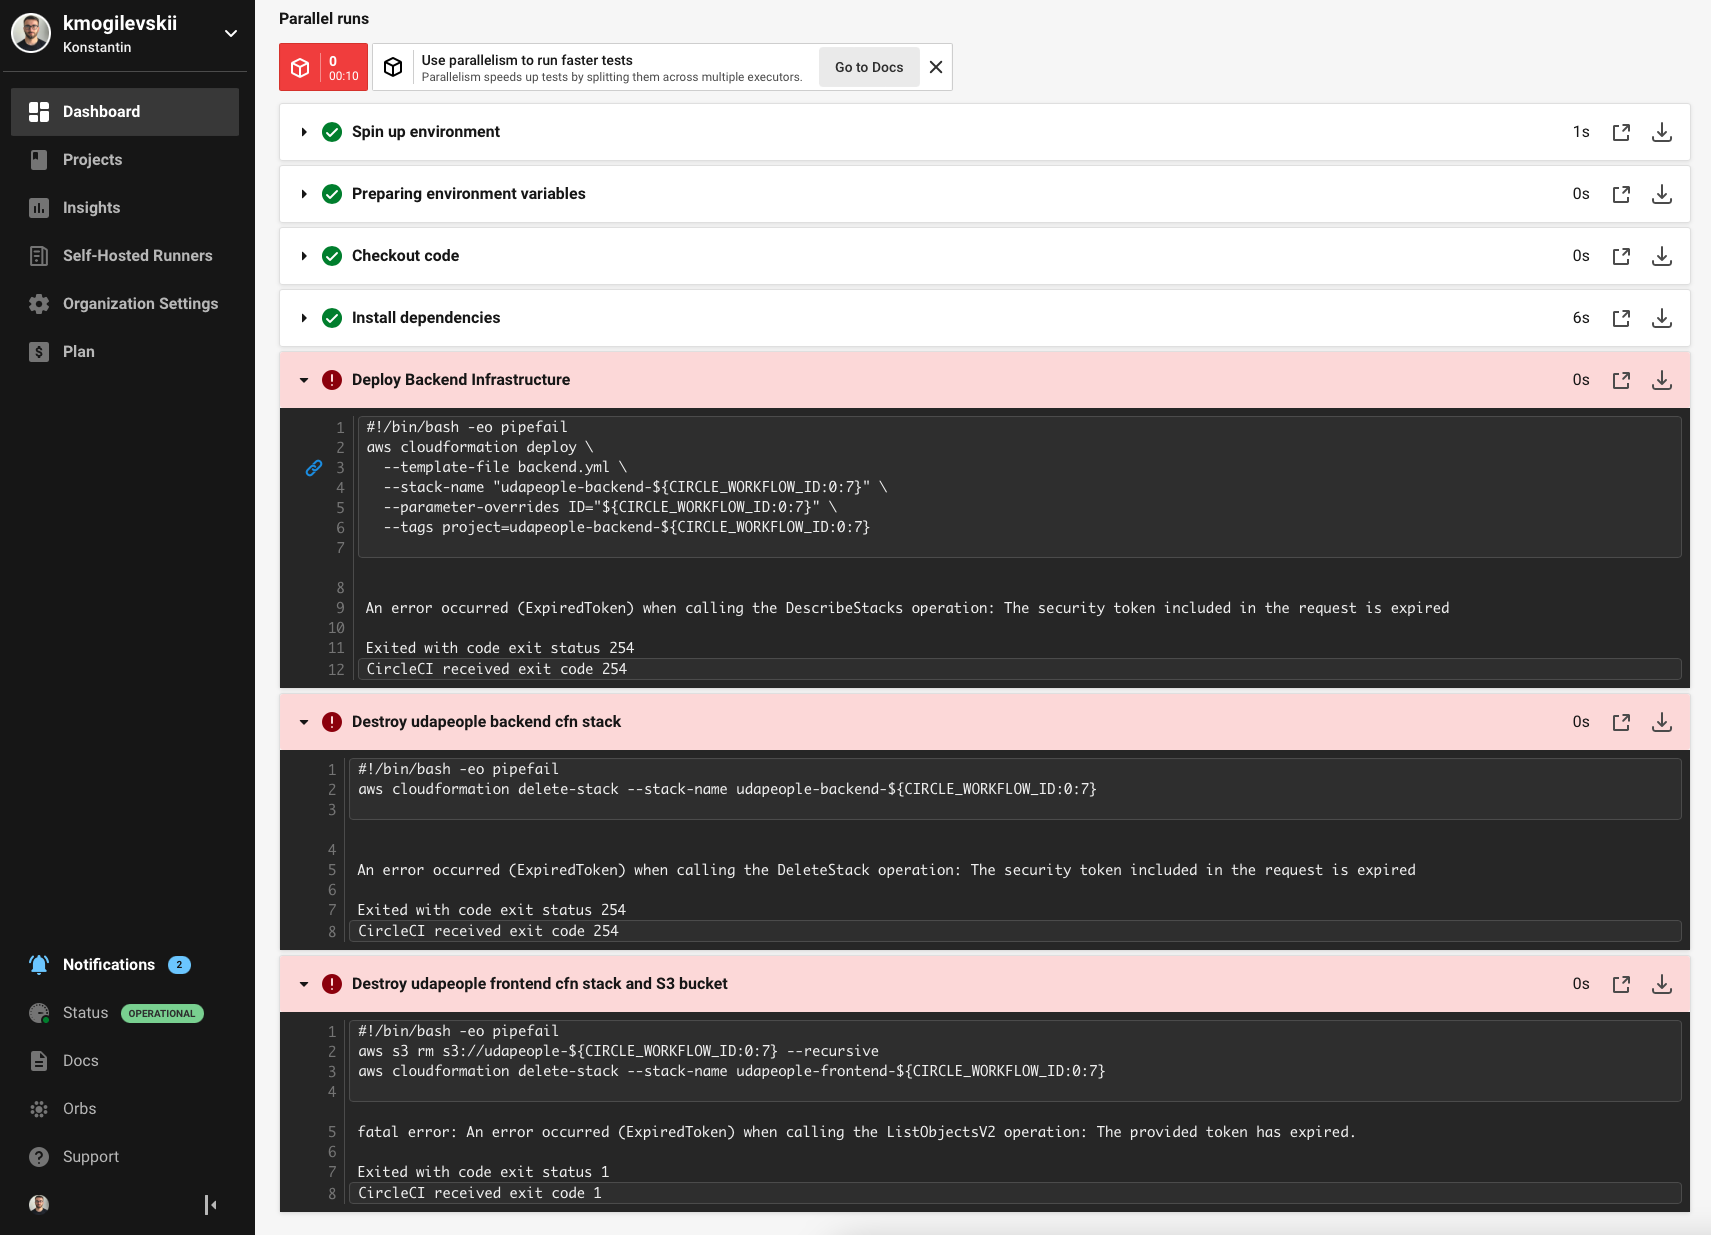 kmogilevskii
Konstantin
Dashboard
Projects
Insights
Self-Hosted Runners
Organization Settings
Plan
Notifications 2
Status OPERATIONAL
Docs
Orbs
Support
Parallel runs
0
00:10
Use parallelism to run faster tests
Parallelism speeds up tests by splitting them across multiple executors.
Go to Docs
Spin up environment 1s
Preparing environment variables 0s
Checkout code 0s
Install dependencies 6s
Deploy Backend Infrastructure 0s
1 #!/bin/bash -eo pipefail
2 aws cloudformation deploy \
3   --template-file backend.yml \
4   --stack-name "udapeople-backend-${CIRCLE_WORKFLOW_ID:0:7}" \
5   --parameter-overrides ID="${CIRCLE_WORKFLOW_ID:0:7}" \
6   --tags project=udapeople-backend-${CIRCLE_WORKFLOW_ID:0:7}
7
8
9 An error occurred (ExpiredToken) when calling the DescribeStacks operation: The security token included in the request is expired
10
11 Exited with code exit status 254
12 CircleCI received exit code 254
Destroy udapeople backend cfn stack 0s
1 #!/bin/bash -eo pipefail
2 aws cloudformation delete-stack --stack-name udapeople-backend-${CIRCLE_WORKFLOW_ID:0:7}
3
4
5 An error occurred (ExpiredToken) when calling the DeleteStack operation: The security token included in the request is expired
6
7 Exited with code exit status 254
8 CircleCI received exit code 254
Destroy udapeople frontend cfn stack and S3 bucket 0s
1 #!/bin/bash -eo pipefail
2 aws s3 rm s3://udapeople-${CIRCLE_WORKFLOW_ID:0:7} --recursive
3 aws cloudformation delete-stack --stack-name udapeople-frontend-${CIRCLE_WORKFLOW_ID:0:7}
4
5 fatal error: An error occurred (ExpiredToken) when calling the ListObjectsV2 operation: The provided token has expired.
6
7 Exited with code exit status 1
8 CircleCI received exit code 1